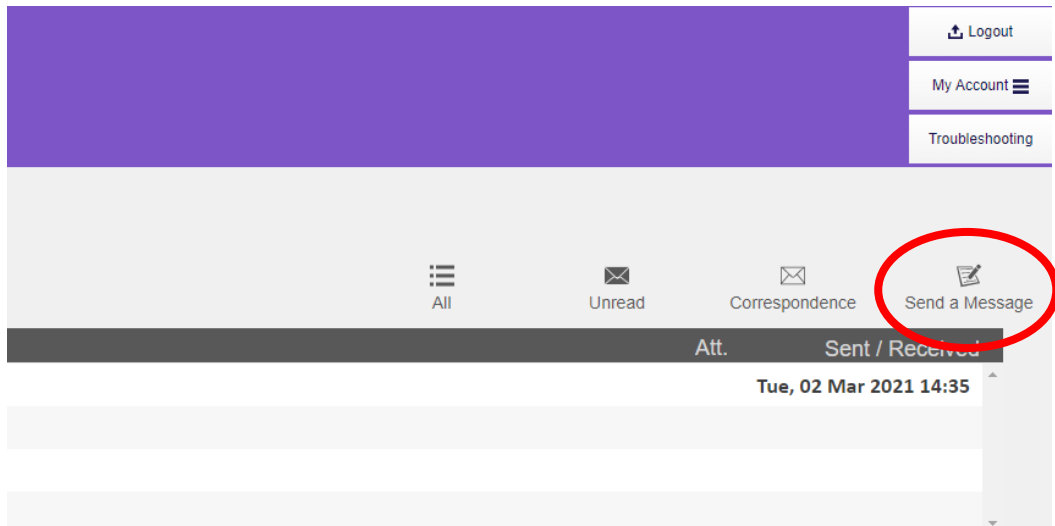 Logout
My Account
Troubleshooting
All
Unread
Correspondence
Send a Message
Att.
Sent / Received
Tue, 02 Mar 2021 14:35